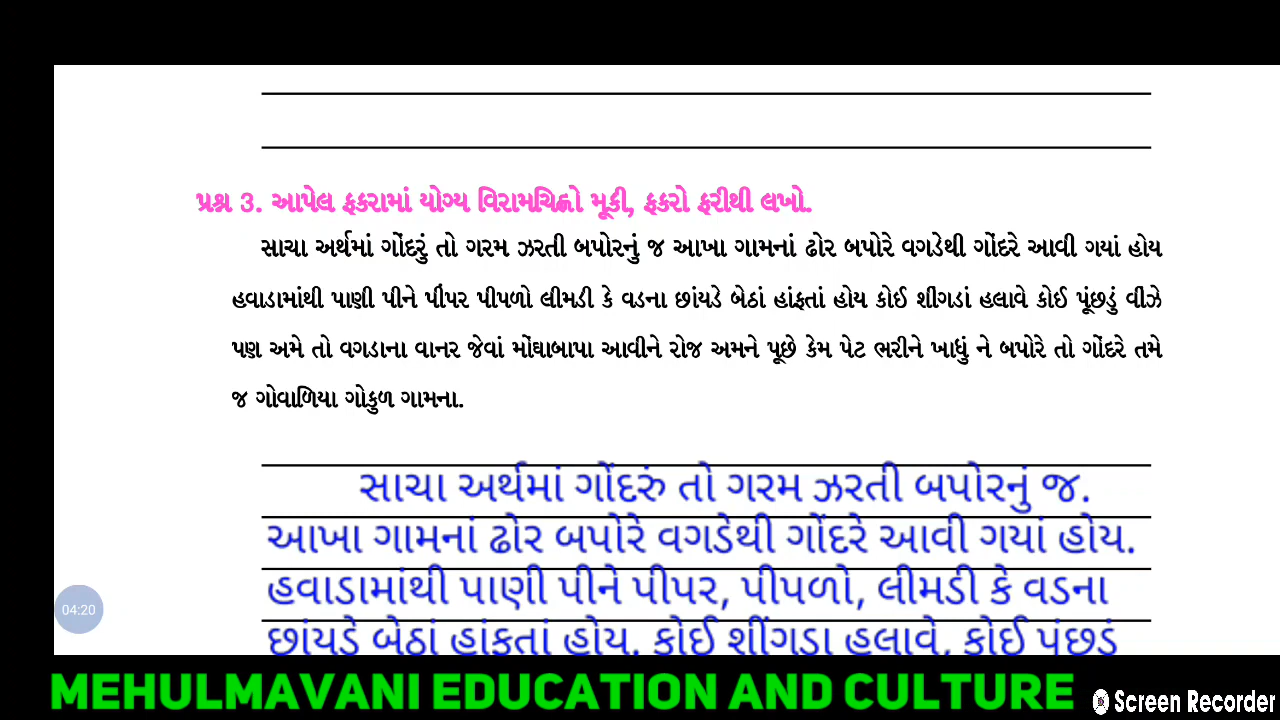 પ્રશ્ન 3. આપેલ ફકરામાં યોગ્ય વિરામચિહ્નો મૂકી, ફકરો ફરીથી લખો.
સાચા અર્થમાં ગોંદરું તો ગરમ ઝરતી બપોરનું જ આખા ગામનાં ઢોર બપોરે વગડેથી ગોંદરે આવી ગયાં હોય
હવાડામાંથી પાણી પીને પીપર પીપળો લીમડી કે વડના છાંયડે બેઠાં હાંફતાં હોય કોઈ શીગડાં હલાવે કોઈ પૂંછડું વીઝે
પણ અમે તો વગડાના વાનર જેવાં મોંઘાબાપા આવીને રોજ અમને પૂછે કેમ પેટ ભરીને ખાધું ને બપોરે તો ગોંદરે તમે
જ ગોવાળિયા ગોકુળ ગામના.
સાચા અર્થમાં ગોંદરું તો ગરમ ઝરતી બપોરનું જ.
આખા ગામનાં ઢોર બપોરે વગડેથી ગોંદરે આવી ગયાં હોય.
હવાડામાંથી પાણી પીને પીપર, પીપળો, લીમડી કે વડના
છાંયડે બેઠાં હાંફતાં હોય. કોઈ શીંગડા હલાવે, કોઈ પૂંછડું
04:20
MEHULMAVANI EDUCATION AND CULTURE
Screen Recorder